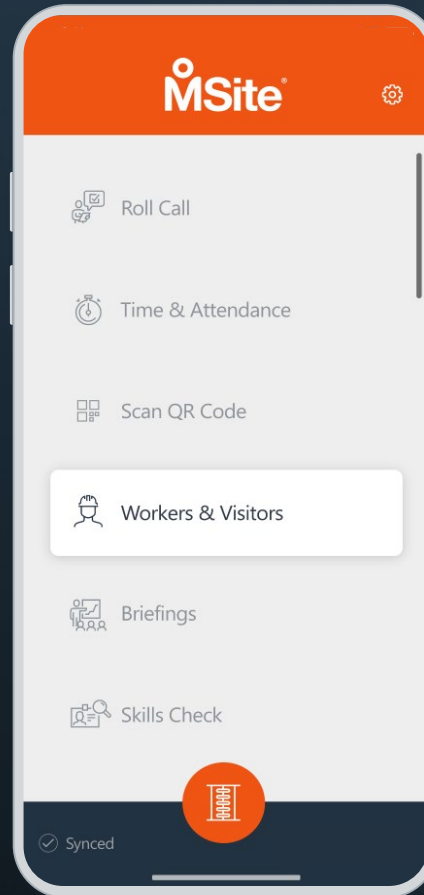 MSite®
Roll Call
Time & Attendance
Scan QR Code
Workers & Visitors
Briefings
Skills Check
Synced